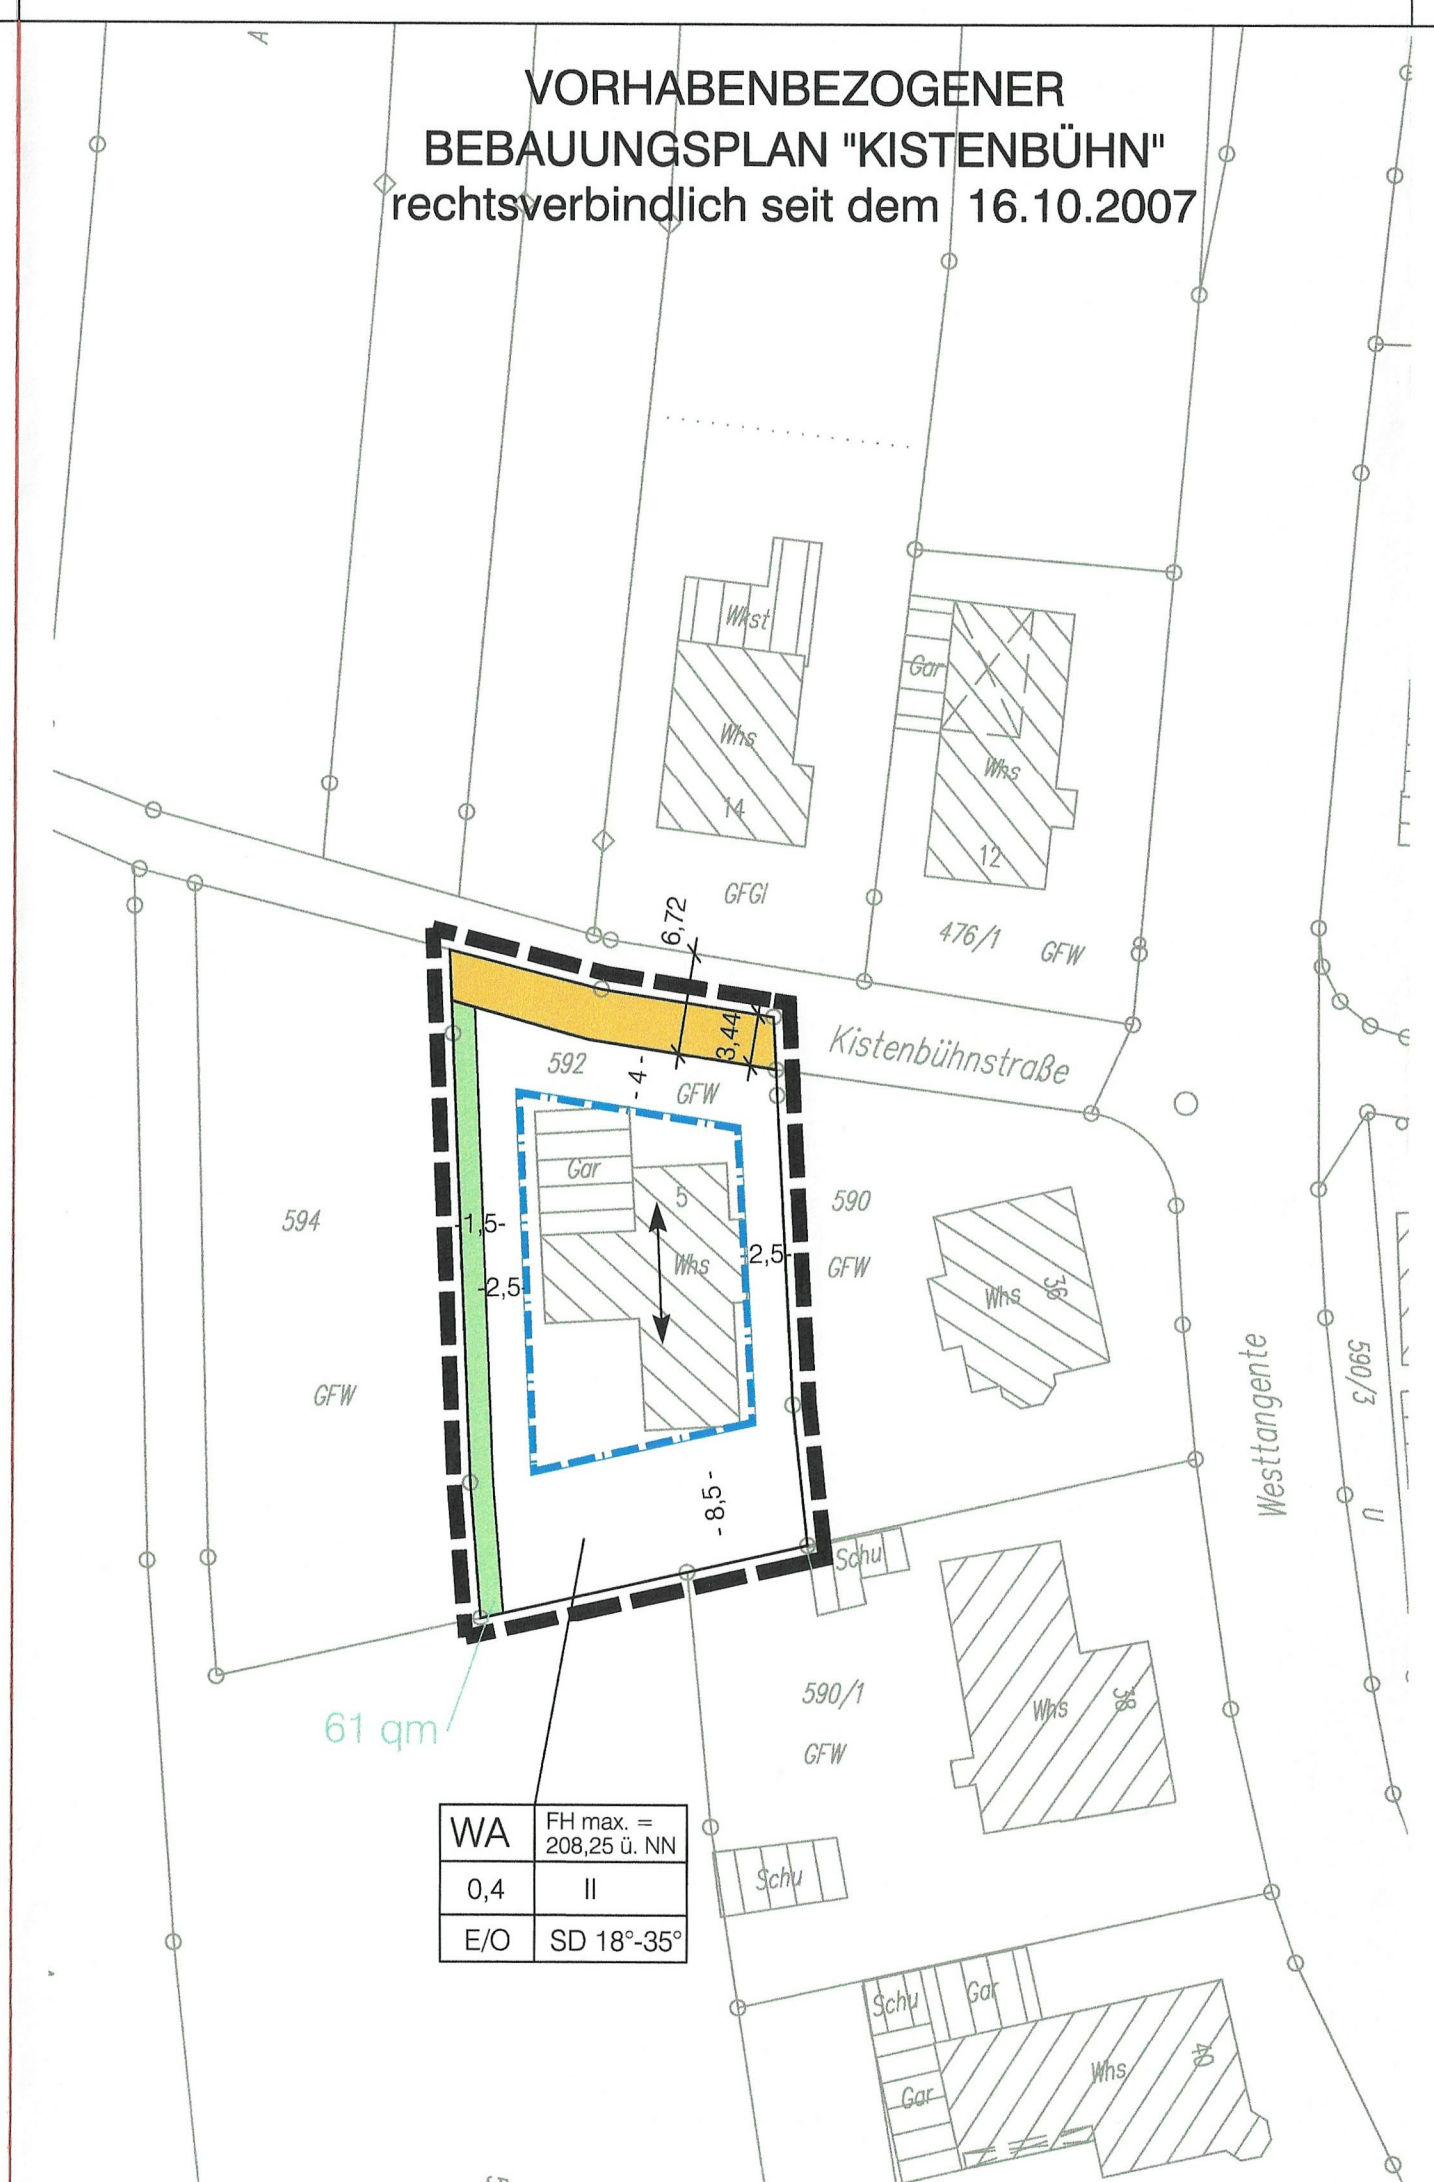 A
VORHABENBEZOGENER
BEBAUUNGSPLAN "KISTENBÜHN"
rechtsverbindlich seit dem 16.10.2007
Wkst
Gar
Whs
Whs
14
12
GFGI
6,72
476/1
GFW
3,44
Kistenbühnstraße
592
- 4 -
GFW
Gar
5
590
594
-1,5-
Whs
2,5-
GFW
-2,5-
Whs
36
GFW
Westtangente
590/3
U
- 8,5 -
Schu
590/1
Whs
38
61 qm
GFW
WA
FH max. =
208,25 ü. NN
0,4
II
E/O
SD 18°-35°
Schu
Schu
Gar
Whs
40
Gar